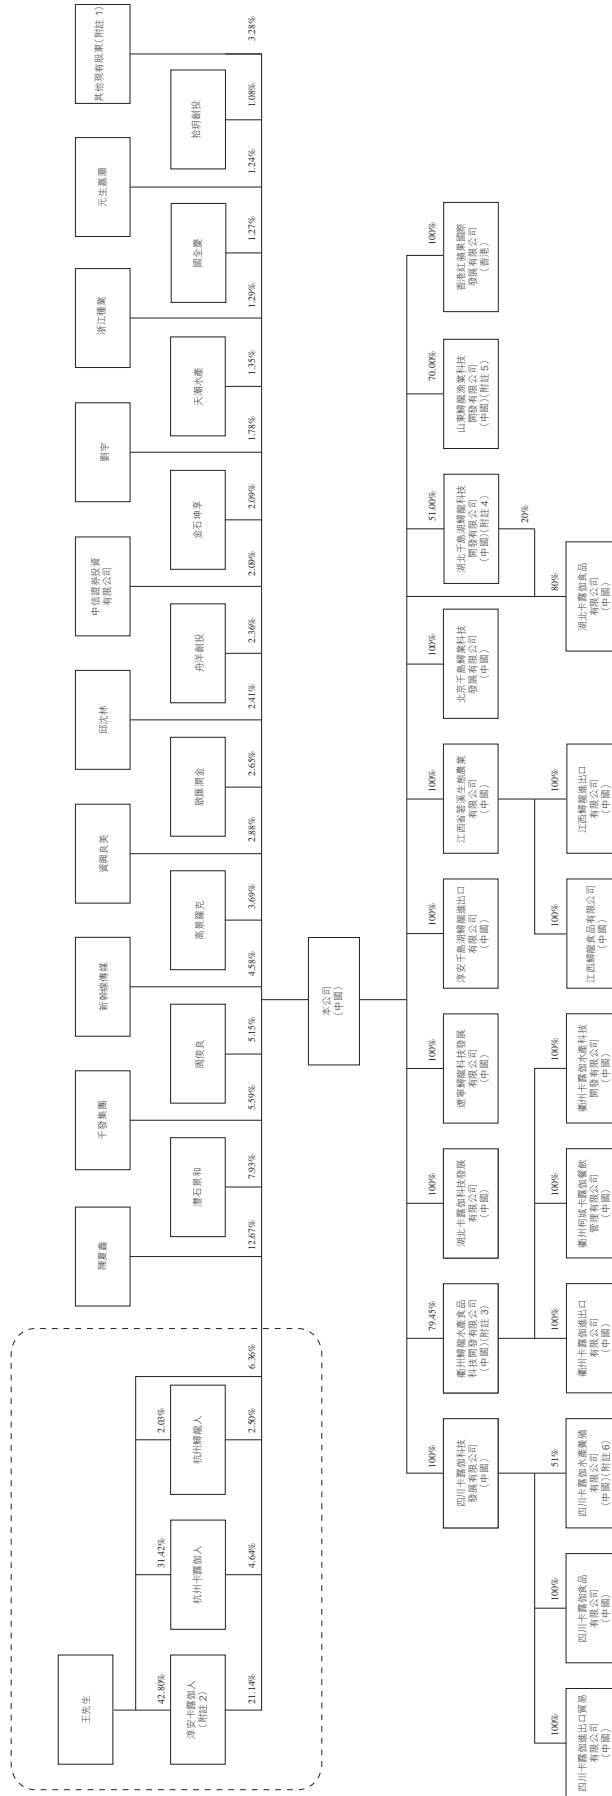 王先生
42.80%
31.42%
2.03%
淳安卡露伽人
(附註 2)
杭州卡露伽人
杭州鱘龍人
21.14%
4.64%
2.50%
6.36%
陳夏鑫
12.67%
灃石景和
7.93%
千發集團
5.59%
周俊良
5.15%
新幹線傳媒
4.58%
高景羅克
3.69%
資興良美
2.88%
啟匯潤金
2.65%
邱沈林
2.41%
舟洋創投
2.36%
中信證券投資
有限公司
2.09%
金石坤享
2.09%
劉宇
1.78%
天潮水產
1.35%
浙江種業
1.29%
國全慶
1.27%
元生嘉灝
1.24%
拾玥創投
1.08%
其他現有股東(附註 1)
3.28%
本公司
(中國)
100%
79.45%
100%
100%
100%
100%
100%
51.00%
70.00%
100%
四川卡露伽科技
發展有限公司
(中國)
衢州鱘龍水產食品
科技開發有限公司
(中國)(附註 3)
湖北卡露伽科技發展
有限公司
(中國)
遼寧鱘龍科技發展
有限公司
(中國)
淳安千島湖鱘龍進出口
有限公司
(中國)
江西省箬溪生態農業
有限公司
(中國)
北京千島鱘業科技
發展有限公司
(中國)
湖北千島湖鱘龍科技
開發有限公司
(中國)(附註 4)
山東鱘龍漁業科技
開發有限公司
(中國)(附註 5)
香港紅蘋果國際
發展有限公司
(香港)
100%
100%
51%
100%
100%
100%
100%
100%
80%
20%
四川卡露伽進出口貿易
有限公司
(中國)
四川卡露伽食品
有限公司
(中國)
四川卡露伽水產養殖
有限公司
(中國)(附註 6)
衢州卡露伽進出口
有限公司
(中國)
衢州柯城卡露伽餐飲
管理有限公司
(中國)
衢州卡露伽水產科技
開發有限公司
(中國)
江西鱘龍食品有限公司
(中國)
江西鱘龍進出口
有限公司
(中國)
湖北卡露伽食品
有限公司
(中國)